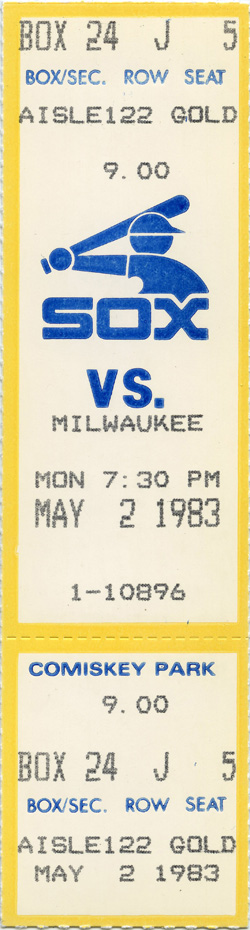 BOX 24 J 5
BOX/SEC. ROW SEAT
AISLE122 GOLD
9.00
SOX
VS.
MILWAUKEE
MON 7:30 PM
MAY 2 1983
1-10896
COMISKEY PARK
9.00
BOX 24 J 5
BOX/SEC. ROW SEAT
AISLE122 GOLD
MAY 2 1983